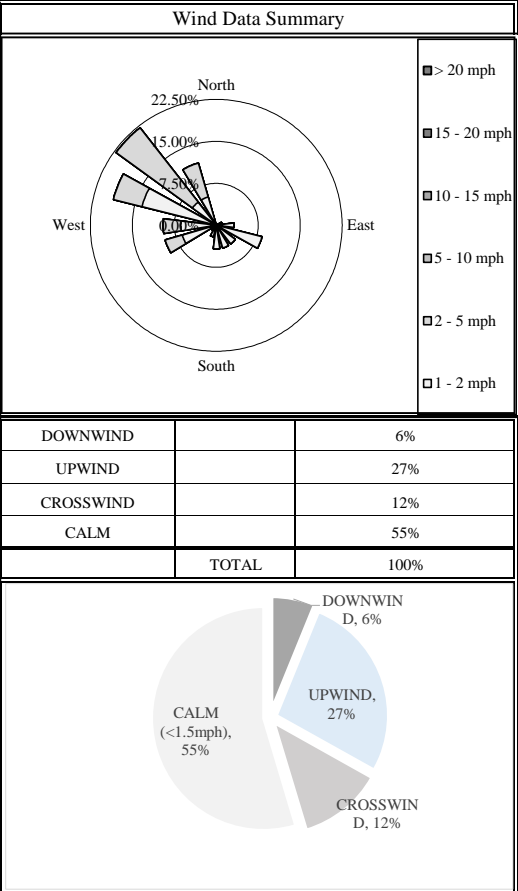 Wind Data Summary
North
22.50%
15.00%
7.50%
0.00%
West
East
South
> 20 mph
15 - 20 mph
10 - 15 mph
5 - 10 mph
2 - 5 mph
1 - 2 mph
DOWNWIND 6%
UPWIND 27%
CROSSWIND 12%
CALM 55%
TOTAL 100%
DOWNWIN
D, 6%
UPWIND,
27%
CALM
(<1.5mph),
55%
CROSSWIN
D, 12%